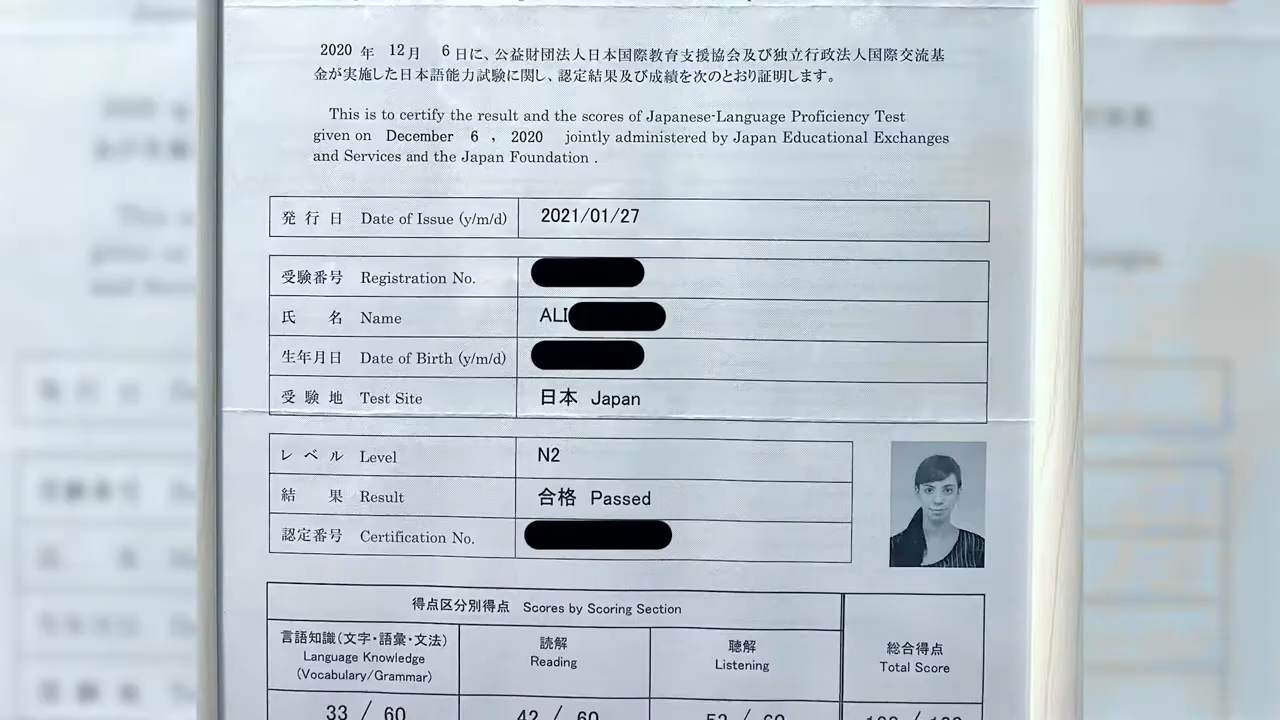 2020 年 12月 6日に、公益財団法人日本国際教育支援協会及び独立行政法人国際交流基
金が実施した日本語能力試験に関し、認定結果及び成績を次のとおり証明します。
This is to certify the result and the scores of Japanese-Language Proficiency Test
given on December 6 , 2020 jointly administered by Japan Educational Exchanges
and Services and the Japan Foundation .
発行日 Date of Issue (y/m/d) 2021/01/27
受験番号 Registration No.
氏名 Name ALI
生年月日 Date of Birth (y/m/d)
受験地 Test Site 日本 Japan
レベル Level N2
結果 Result 合格 Passed
認定番号 Certification No.
得点区分別得点 Scores by Scoring Section
言語知識(文字・語彙・文法)
Language Knowledge
(Vocabulary/Grammar)
読解
Reading
聴解
Listening
総合得点
Total Score
33 / 60 42 / 60